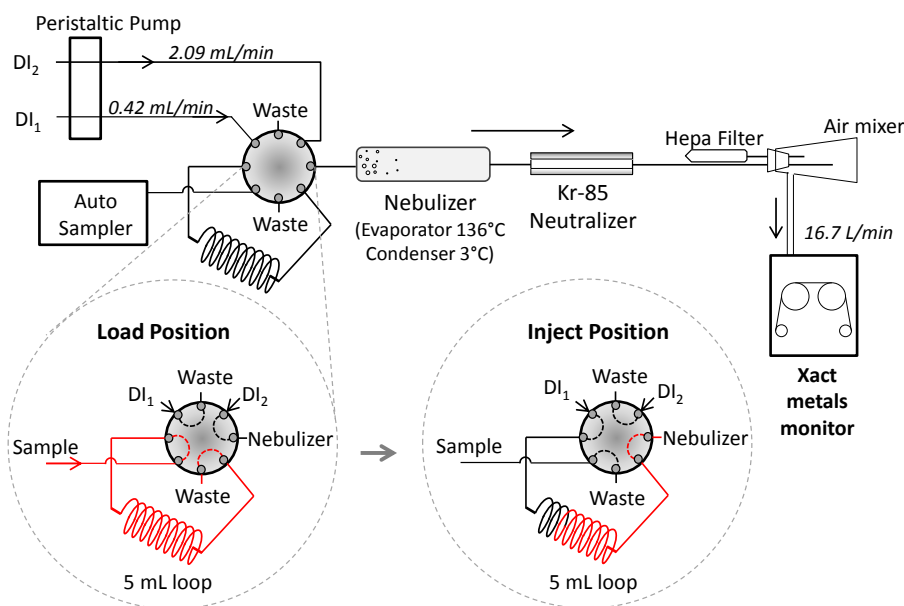 Peristaltic Pump
DI2
2.09 mL/min
DI1
0.42 mL/min
Waste
Hepa Filter
Air mixer
Auto
Sampler
Waste
Nebulizer
(Evaporator 136°C
Condenser 3°C)
Kr-85
Neutralizer
16.7 L/min
Xact
metals
monitor
Load Position
Waste
DI1
DI2
Sample
Nebulizer
Waste
5 mL loop
Inject Position
Waste
DI1
DI2
Sample
Nebulizer
Waste
5 mL loop